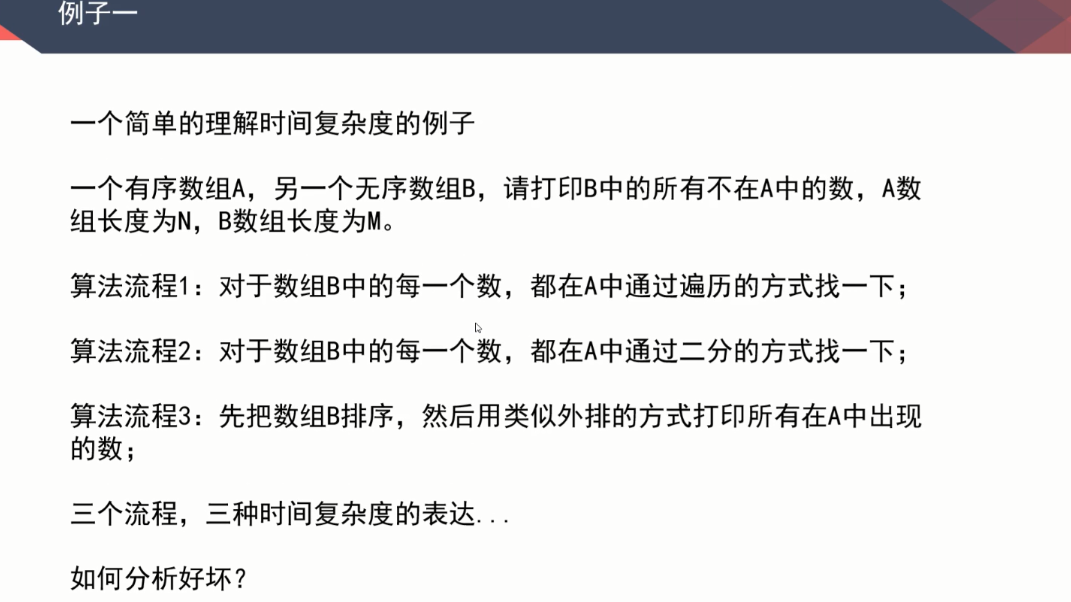 例子一
一个简单的理解时间复杂度的例子
一个有序数组A，另一个无序数组B，请打印B中的所有不在A中的数，A数
组长度为N，B数组长度为M。
算法流程1：对于数组B中的每一个数，都在A中通过遍历的方式找一下；
算法流程2：对于数组B中的每一个数，都在A中通过二分的方式找一下；
算法流程3：先把数组B排序，然后用类似外排的方式打印所有在A中出现
的数；
三个流程，三种时间复杂度的表达...
如何分析好坏？